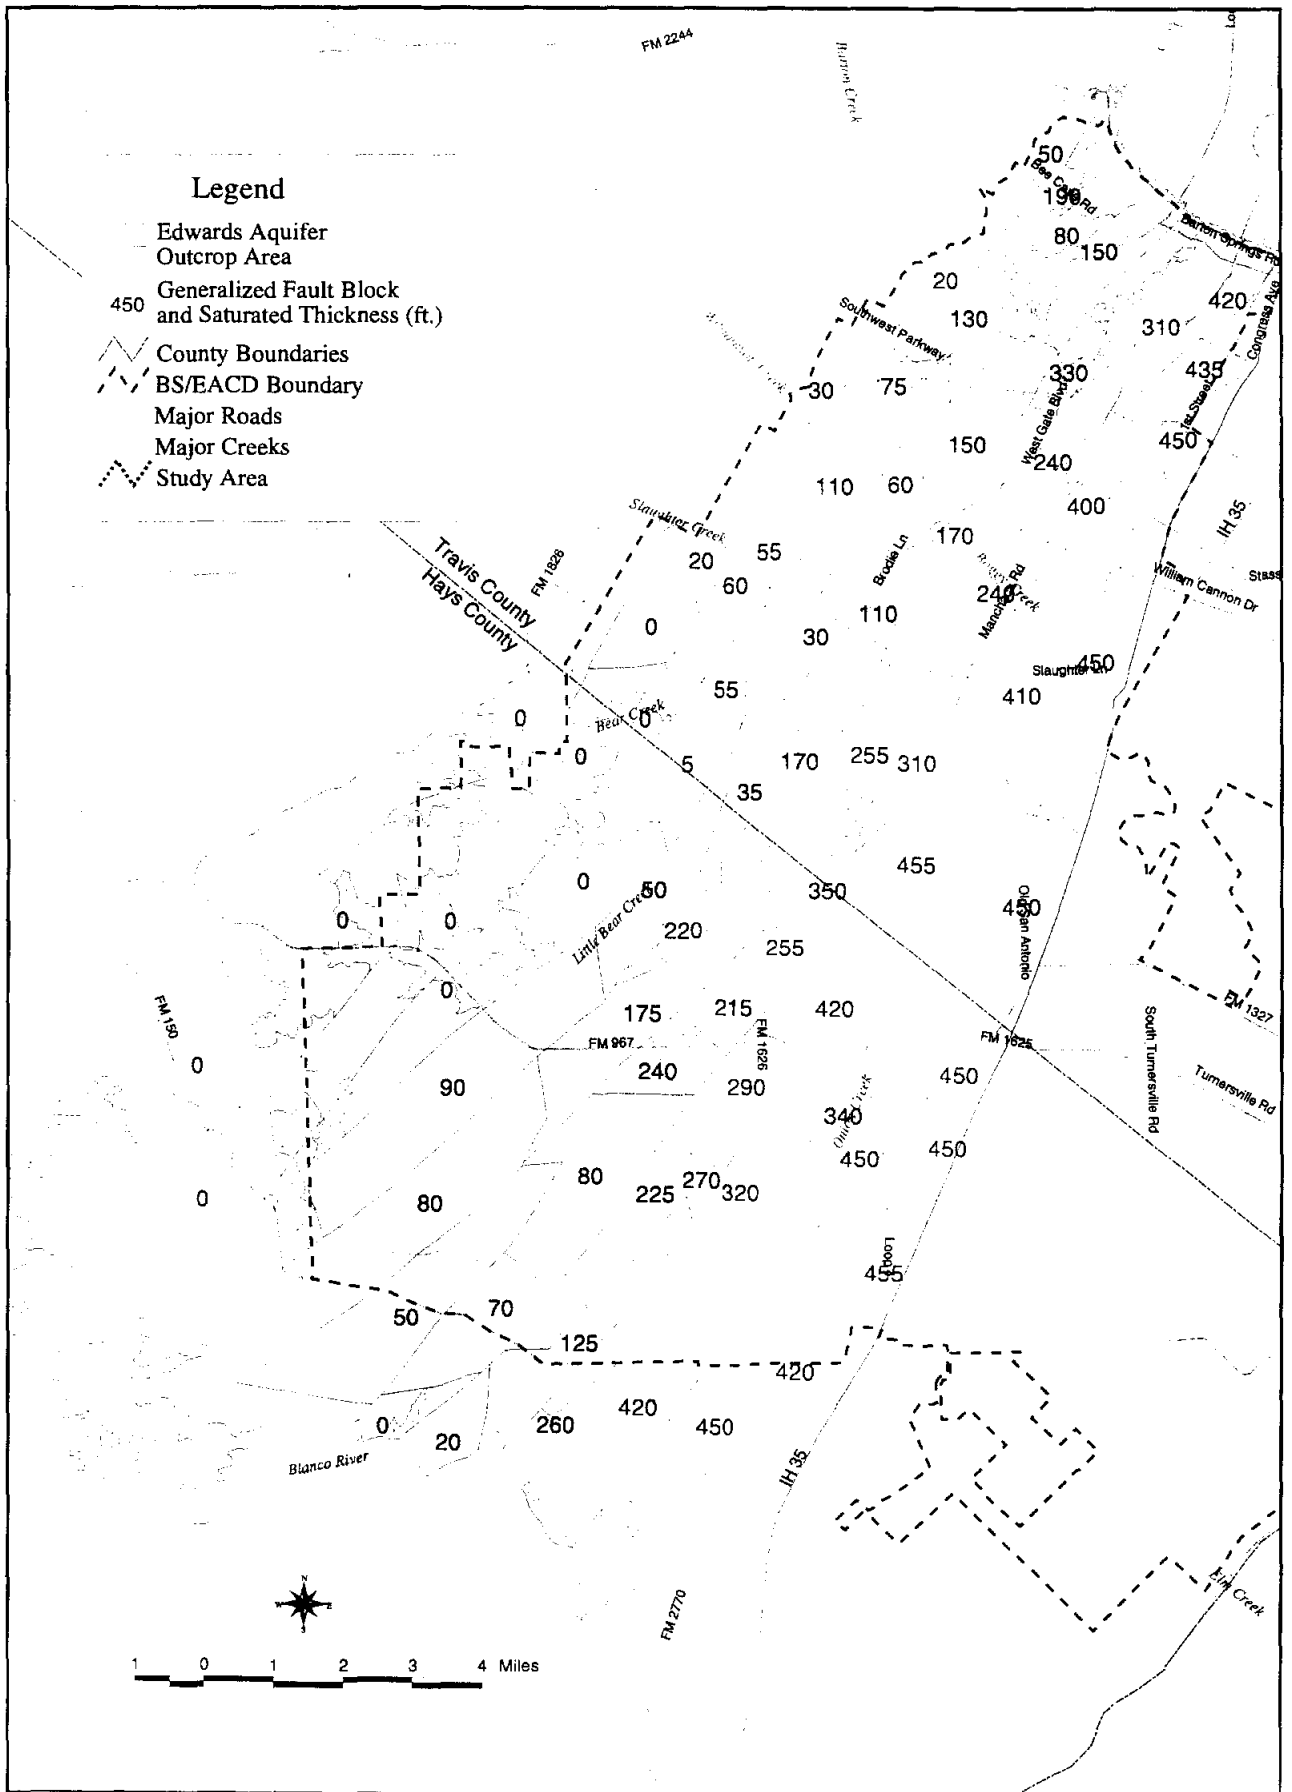 FM 2244
Barton Creek
Legend
Edwards Aquifer
Outcrop Area
450 Generalized Fault Block
and Saturated Thickness (ft.)
County Boundaries
BS/EACD Boundary
Major Roads
Major Creeks
Study Area
50
Bee Cave Rd
190
80
150
Barton Springs Rd
20
420
Southwest Parkway
130
310
Congress Ave
330
435
30
75
1st Street
West Gate Blvd
150
450
240
110
60
400
Slaughter Creek
IH 35
170
Travis County
Hays County
FM 1826
20
55
Brodie Ln
60
William Cannon Dr
Stass
240
Manchaca Rd
110
0
30
450
Slaughter Ln
55
410
0
Bear Creek
0
0
5
170
255
310
35
455
0
50
350
450
Old San Antonio
0
0
Little Bear Creek
220
255
0
FM 150
175
215
420
FM 1327
FM 967
FM 1626
FM 1625
South Turnersville Rd
0
90
240
290
450
Turnersville Rd
340
Onion Creek
450
450
0
80
80
225
270
320
Loop
455
50
70
125
420
0
20
260
420
450
Blanco River
IH 35
N
W E
S
FM 2770
Elm Creek
1 0 1 2 3 4 Miles